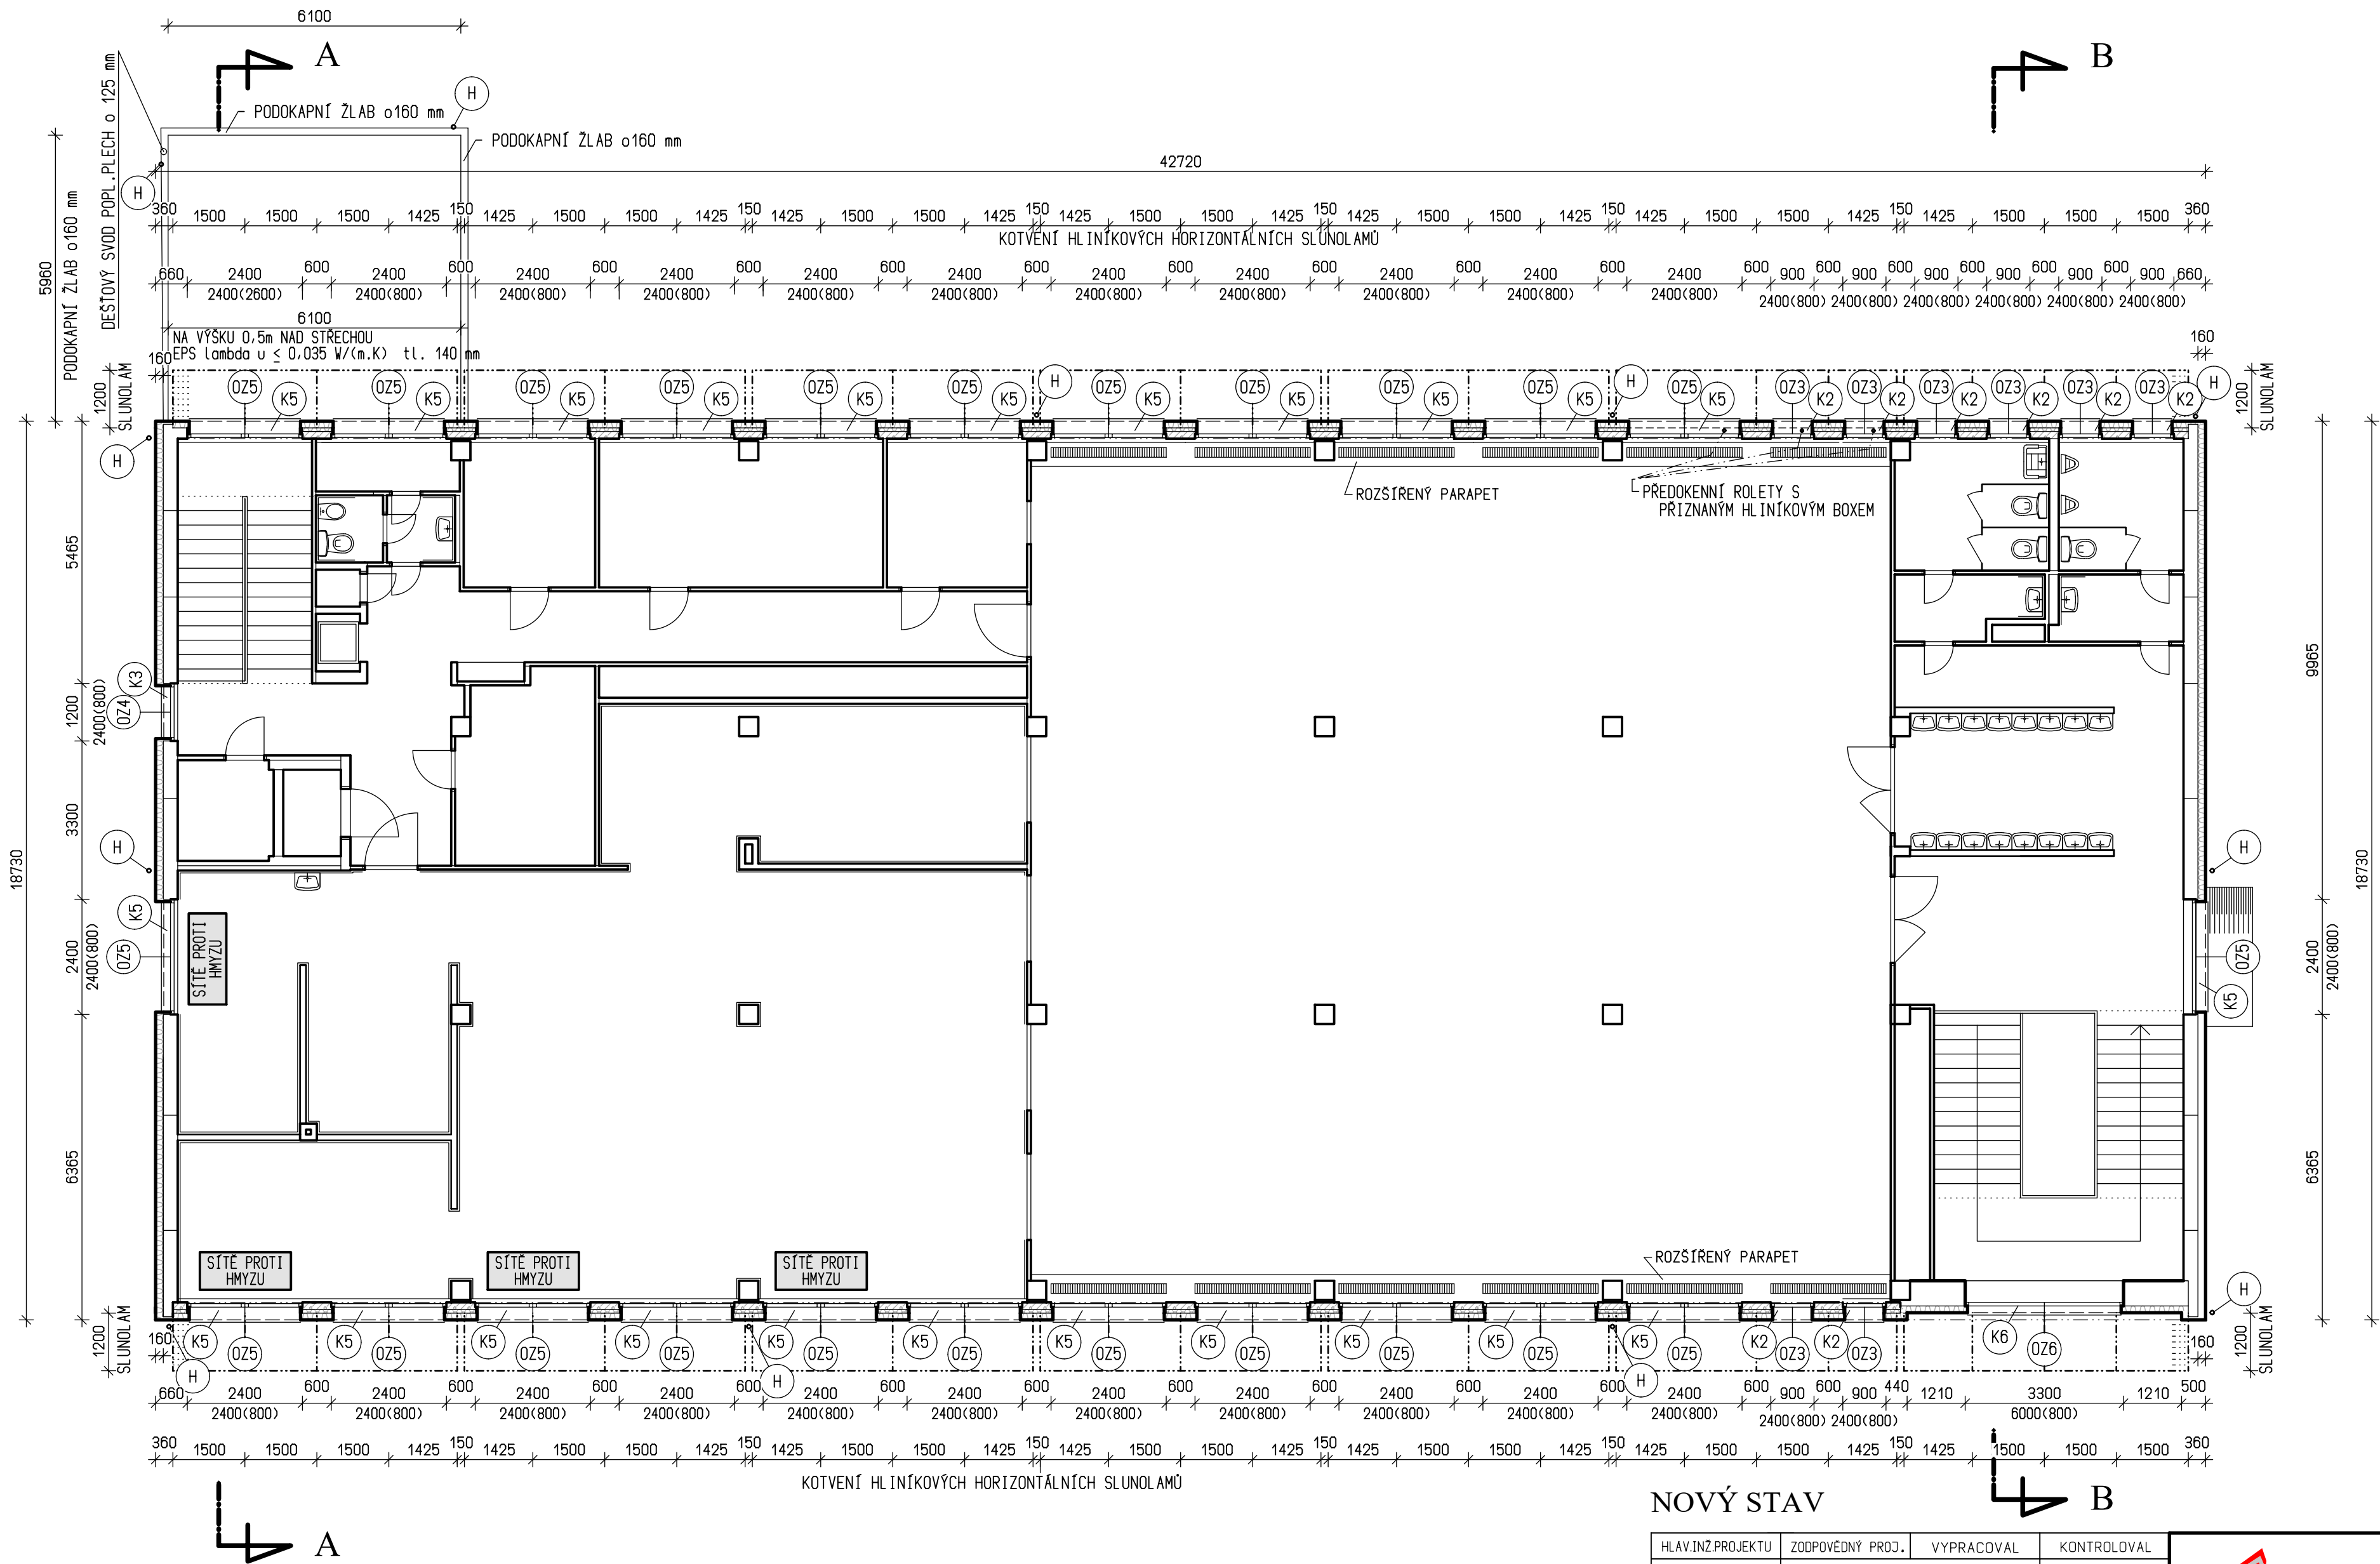 6100
A
B
DEŠŤOVÝ SVOD POPL.PLECH o 125 mm
PODOKAPNÍ ŽLAB o160 mm
H
PODOKAPNÍ ŽLAB o160 mm
42720
H
5960
PODOKAPNÍ ŽLAB o160 mm
360 1500 1500 1500 1425 150 1425 1500 1500 1425 150 1425 1500 1500 1425 150 1425 1500 1500 1425 150 1425 1500 1500 1425 150 1425 1500 1500 1425 150 1425 1500 1500 1500 360
KOTVENÍ HLINÍKOVÝCH HORIZONTÁLNÍCH SLUNOLAMŮ
660 2400 600 2400 600 2400 600 2400 600 2400 600 2400 600 2400 600 2400 600 2400 600 2400 600 2400 600 900 600 900 600 900 600 900 600 900 600 900 660
2400(2600) 2400(800) 2400(800) 2400(800) 2400(800) 2400(800) 2400(800) 2400(800) 2400(800) 2400(800) 2400(800) 2400(800) 2400(800) 2400(800) 2400(800) 2400(800) 2400(800)
6100
NA VÝŠKU 0,5m NAD STŘECHOU
EPS lambda u ≤ 0,035 W/(m.K) tl. 140 mm
160
160
1200
SLUNOLAM
OZ5 K5 OZ5 K5 OZ5 K5 OZ5 K5 OZ5 K5 OZ5 K5 H OZ5 K5 OZ5 K5 OZ5 K5 OZ5 K5 H OZ5 K5 OZ3 K2 OZ3 K2 OZ3 K2 OZ3 K2 OZ3 K2 OZ3 K2 H
1200
SLUNOLAM
H
ROZŠÍŘENÝ PARAPET
PŘEDOKENNÍ ROLETY S
PŘIZNANÝM HLINÍKOVÝM BOXEM
18730
5465
1200
2400(800)
3300
2400
2400(800)
6365
K3
OZ4
H
K5
OZ5
SÍTĚ PROTI
HMYZU
9965
2400
2400(800)
6365
18730
H
OZ5
K5
SÍTĚ PROTI
HMYZU
SÍTĚ PROTI
HMYZU
SÍTĚ PROTI
HMYZU
ROZŠÍŘENÝ PARAPET
H
1200
SLUNOLAM
160
K5 OZ5 K5 OZ5 K5 OZ5 K5 OZ5 K5 OZ5 K5 OZ5 K5 OZ5 K5 OZ5 K5 OZ5 K5 OZ5 K5 OZ5 K2 OZ3 K2 OZ3 K6 OZ6
160
1200
SLUNOLAM
H H H
660 2400 600 2400 600 2400 600 2400 600 2400 600 2400 600 2400 600 2400 600 2400 600 2400 600 2400 600 900 600 900 440 1210 3300 1210 500
2400(800) 2400(800) 2400(800) 2400(800) 2400(800) 2400(800) 2400(800) 2400(800) 2400(800) 2400(800) 2400(800) 2400(800) 2400(800) 6000(800)
360 1500 1500 1500 1425 150 1425 1500 1500 1425 150 1425 1500 1500 1425 150 1425 1500 1500 1425 150 1425 1500 1500 1425 150 1425 1500 1500 1425 150 1425 1500 1500 1500 360
KOTVENÍ HLINÍKOVÝCH HORIZONTÁLNÍCH SLUNOLAMŮ
A
B
NOVÝ STAV
HLAV.INŽ.PROJEKTU ZODPOVĚDNÝ PROJ. VYPRACOVAL KONTROLOVAL